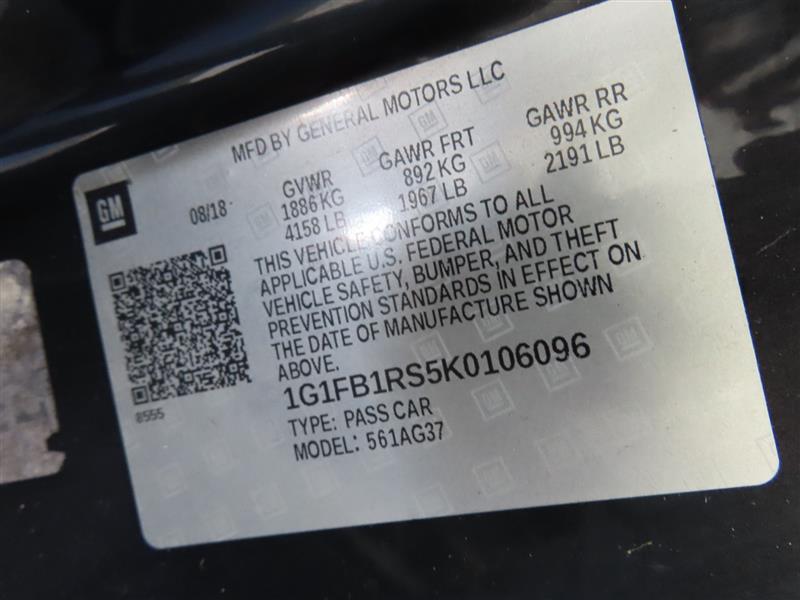 MFD BY GENERAL MOTORS LLC
GM
08/18
GVWR
1886 KG
4158 LB
GAWR FRT
892 KG
1967 LB
GAWR RR
994 KG
2191 LB
THIS VEHICLE CONFORMS TO ALL
APPLICABLE U.S. FEDERAL MOTOR
VEHICLE SAFETY, BUMPER, AND THEFT
PREVENTION STANDARDS IN EFFECT ON
THE DATE OF MANUFACTURE SHOWN
ABOVE.
1G1FB1RS5K0106096
TYPE: PASS CAR
MODEL: 561AG37
8555